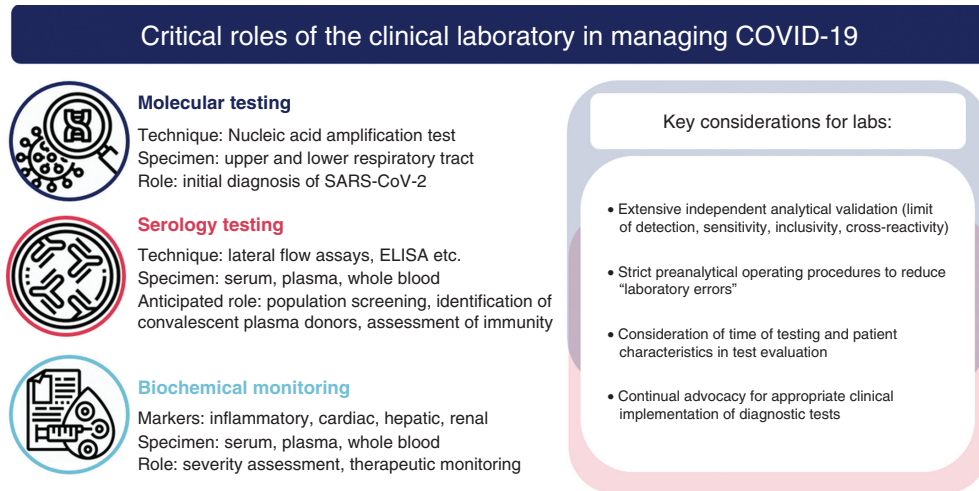 Critical roles of the clinical laboratory in managing COVID-19
Molecular testing
Technique: Nucleic acid amplification test
Specimen: upper and lower respiratory tract
Role: initial diagnosis of SARS-CoV-2
Serology testing
Technique: lateral flow assays, ELISA etc.
Specimen: serum, plasma, whole blood
Anticipated role: population screening, identification of
convalescent plasma donors, assessment of immunity
Biochemical monitoring
Markers: inflammatory, cardiac, hepatic, renal
Specimen: serum, plasma, whole blood
Role: severity assessment, therapeutic monitoring
Key considerations for labs:
• Extensive independent analytical validation (limit
of detection, sensitivity, inclusivity, cross-reactivity)
• Strict preanalytical operating procedures to reduce
“laboratory errors”
• Consideration of time of testing and patient
characteristics in test evaluation
• Continual advocacy for appropriate clinical
implementation of diagnostic tests